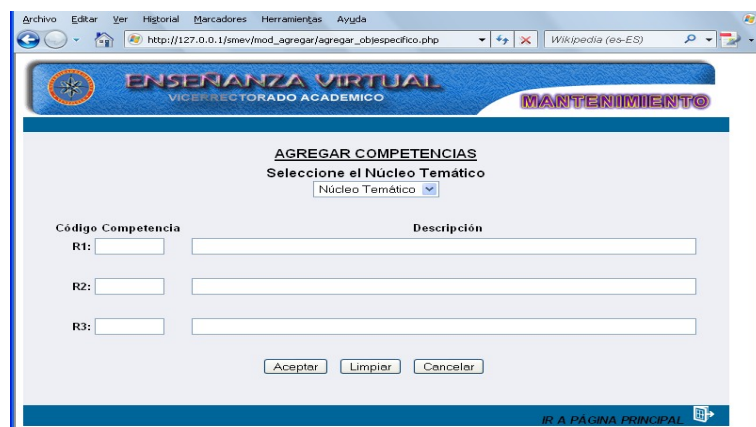 Archivo Editar Ver Historial Marcadores Herramientas Ayuda
http://127.0.0.1/smev/mod_agregar/agregar_objespecifico.php Wikipedia (es-ES)
ENSEÑANZA VIRTUAL
VICERRECTORADO ACADEMICO
MANTENIMIENTO
AGREGAR COMPETENCIAS
Seleccione el Núcleo Temático
Núcleo Temático
Código Competencia Descripción
R1:
R2:
R3:
Aceptar Limpiar Cancelar
IR A PÁGINA PRINCIPAL